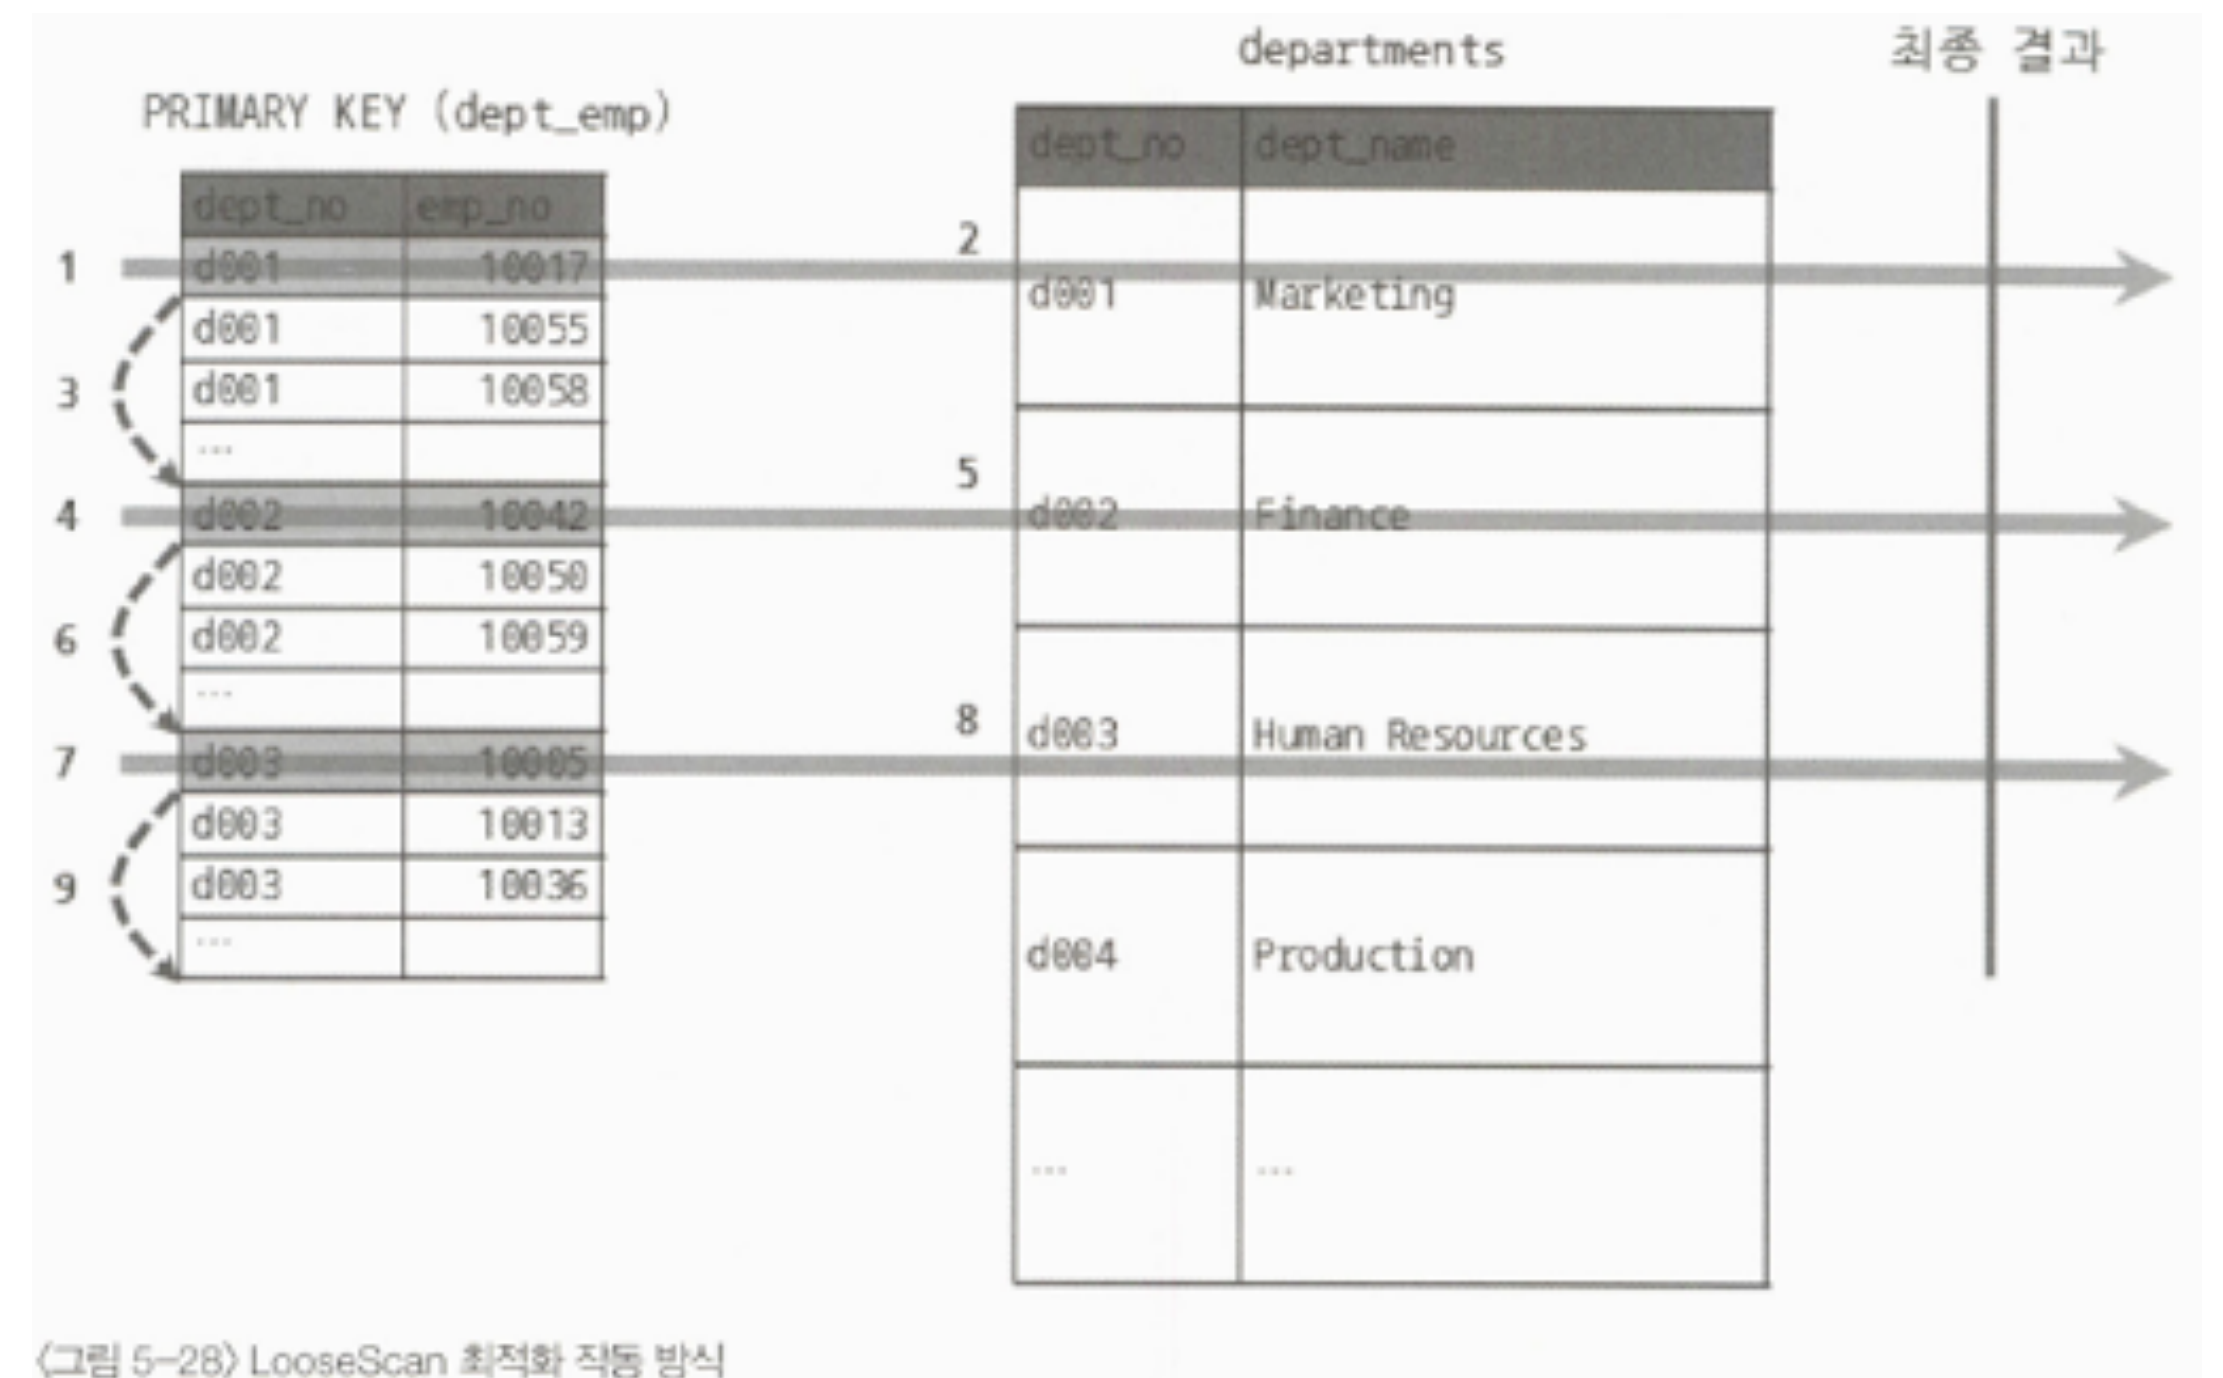 departments
최종 결과
PRIMARY KEY (dept_emp)
dept_no dept_name
dept_no emp_no
1 d001 10017
2
d001 Marketing
d001 10055
3 d001 10058
...
5
4 d002 10042
d002 Finance
d002 10050
6 d002 10059
...
8
d003 Human Resources
7 d003 10005
d003 10013
9 d003 10036
...
d004 Production
... ...
〈그림 5-28〉 LooseScan 최적화 작동 방식